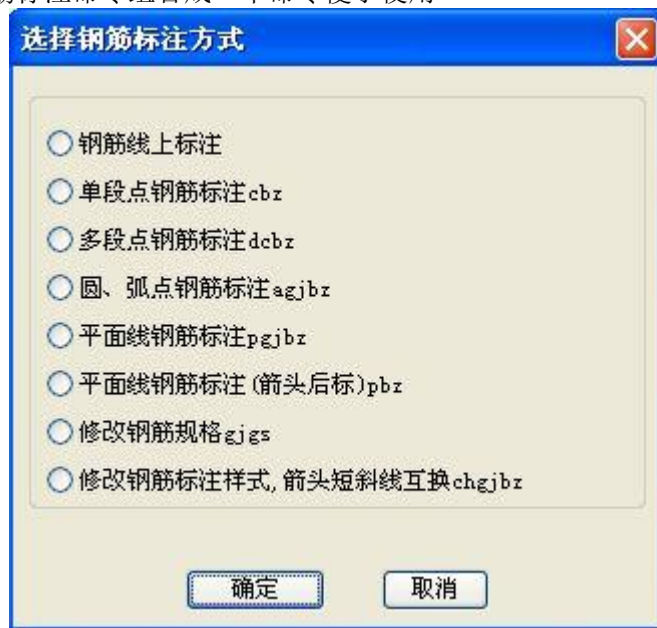 选择钢筋标注方式
钢筋线上标注
单段点钢筋标注cbz
多段点钢筋标注dcbz
圆、弧点钢筋标注agjbz
平面线钢筋标注pgjbz
平面线钢筋标注(箭头后标)pbz
修改钢筋规格gjgs
修改钢筋标注样式,箭头短斜线互换chgjbz
确定
取消